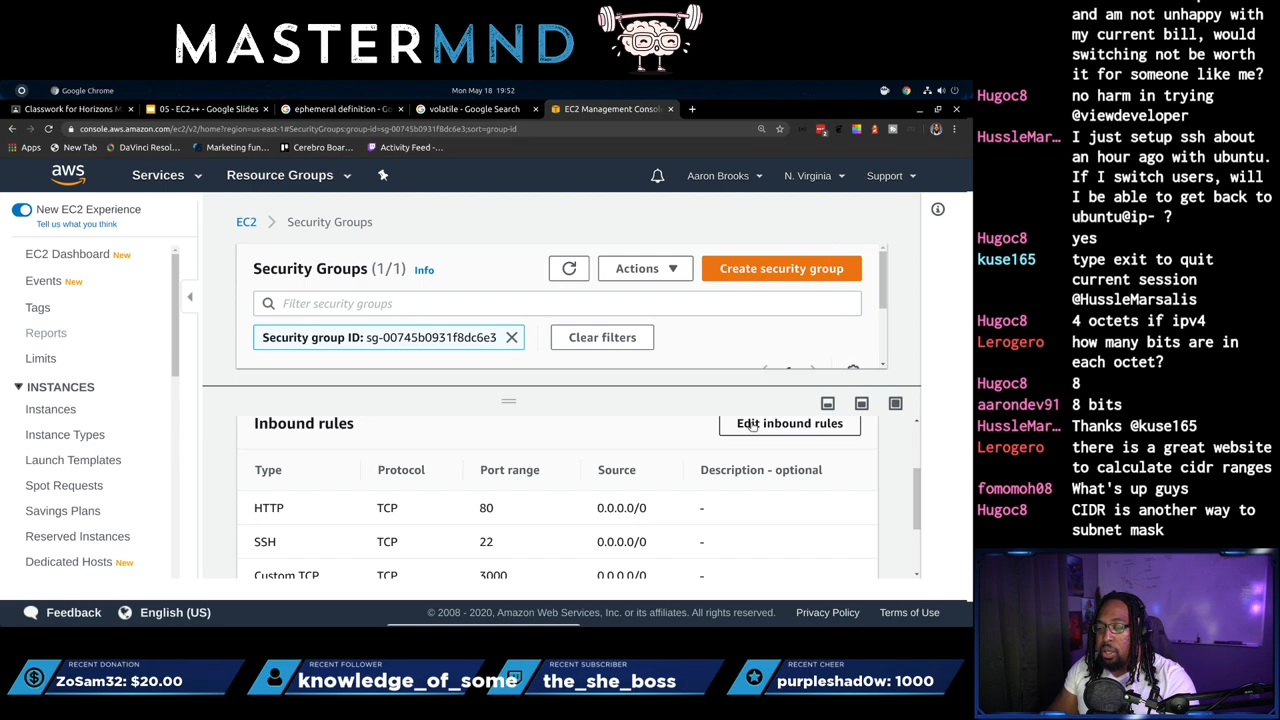 MASTERMND
Google Chrome
Mon May 18 19:52
Classwork for Horizons M
05 - EC2++ - Google Slides
ephemeral definition - Go
volatile - Google Search
EC2 Management Conso
console.aws.amazon.com/ec2/v2/home?region=us-east-1#SecurityGroups:group-id=sg-00745b0931f8dc6e3;sort=group-id
Apps
New Tab
DaVinci Resol...
Marketing fun...
Cerebro Boar...
Activity Feed -...
aws
Services
Resource Groups
Aaron Brooks
N. Virginia
Support
New EC2 Experience
Tell us what you think
EC2 Dashboard New
Events New
Tags
Reports
Limits
INSTANCES
Instances
Instance Types
Launch Templates
Spot Requests
Savings Plans
Reserved Instances
Dedicated Hosts New
EC2 > Security Groups
Security Groups (1/1) Info
Actions
Create security group
Filter security groups
Security group ID: sg-00745b0931f8dc6e3
Clear filters
Inbound rules
Edit inbound rules
Type Protocol Port range Source Description - optional
HTTP TCP 80 0.0.0.0/0 -
SSH TCP 22 0.0.0.0/0 -
Custom TCP TCP 3000 0.0.0.0/0 -
Feedback
English (US)
© 2008 - 2020, Amazon Web Services, Inc. or its affiliates. All rights reserved.
Privacy Policy
Terms of Use
and am not unhappy with
my current bill, would
switching not be worth
it for someone like me?
Hugoc8 no harm in trying
@viewdeveloper
HussleMar... I just setup ssh about
an hour ago with ubuntu.
If I switch users, will
I be able to get back to
ubuntu@ip- ?
Hugoc8 yes
kuse165 type exit to quit
current session
@HussleMarsalis
Hugoc8 4 octets if ipv4
Lerogero how many bits are in
each octet?
Hugoc8 8
aarondev91 8 bits
HussleMar... Thanks @kuse165
Lerogero there is a great website
to calculate cidr ranges
fomomoh08 What's up guys
Hugoc8 CIDR is another way to
subnet mask
RECENT DONATION
ZoSam32: $20.00
RECENT FOLLOWER
knowledge_of_some
RECENT SUBSCRIBER
the_she_boss
RECENT CHEER
purpleshad0w: 1000